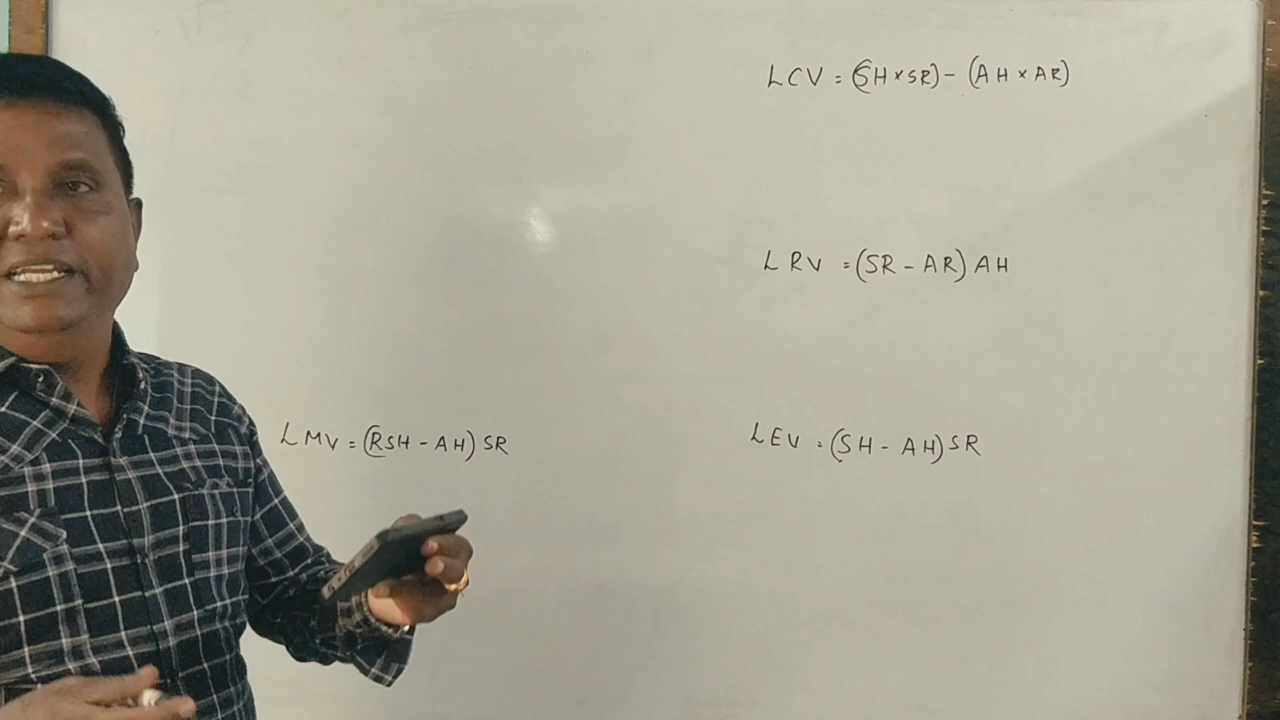 LCV = (SH × SR) - (AH × AR)
LRV = (SR - AR) AH
LMV = (RSH - AH) SR
LEV = (SH - AH) SR